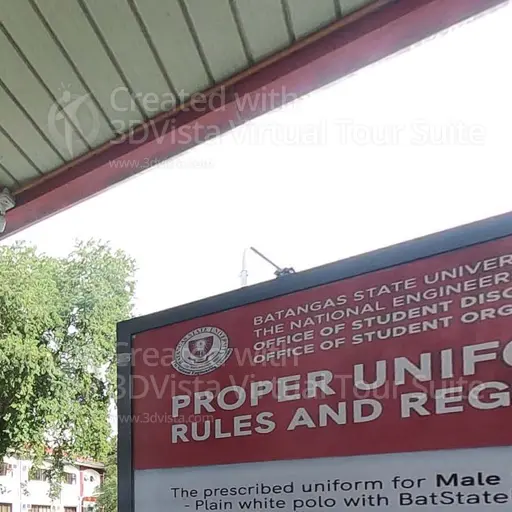 Created with
3DVista Virtual Tour Suite
www.3dvista.com
BATANGAS STATE UNIVER
THE NATIONAL ENGINEER
OFFICE OF STUDENT DISC
OFFICE OF STUDENT ORG
PROPER UNIFO
RULES AND REG
Created with
3DVista Virtual Tour Suite
www.3dvista.com
The prescribed uniform for Male
- Plain white polo with BatState